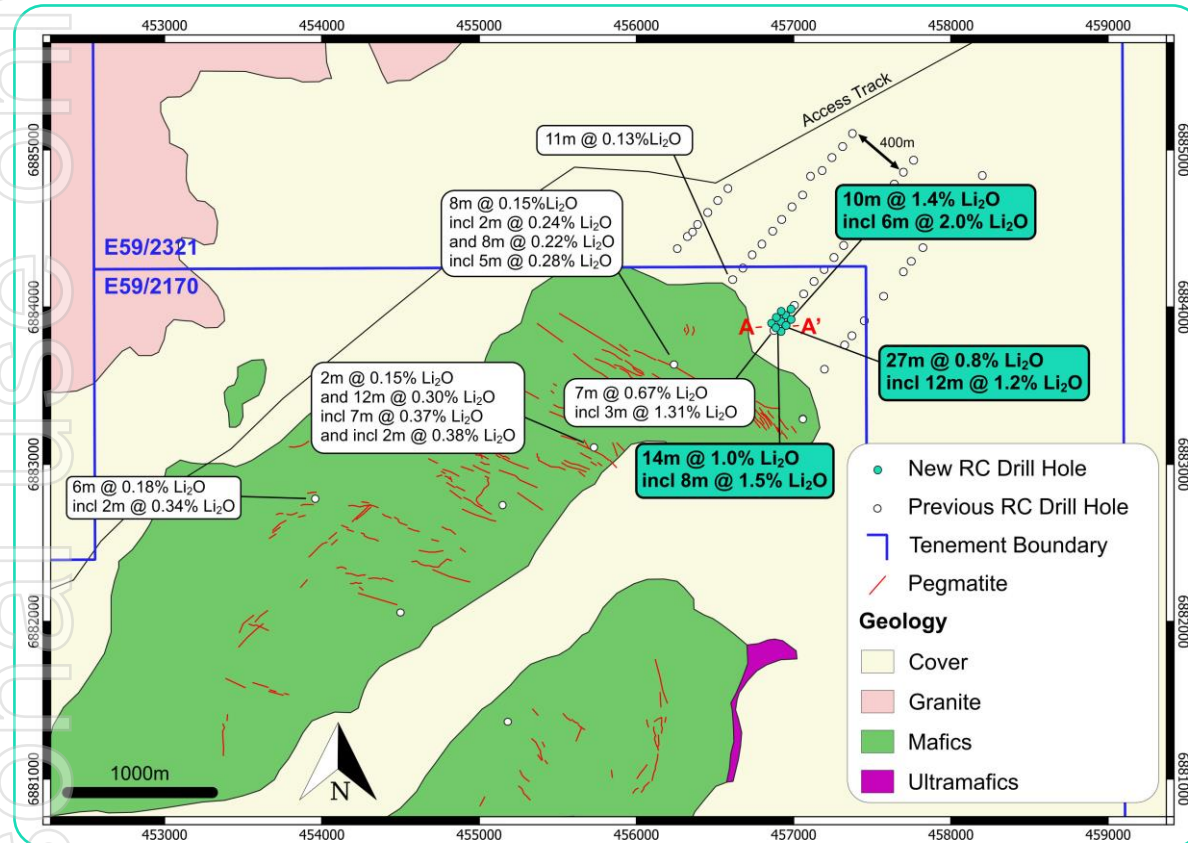 453000
454000
455000
456000
457000
458000
459000
6885000
6884000
6883000
6882000
6881000
6885000
6884000
6883000
6882000
6881000
Access Track
400m
11m @ 0.13%Li₂O
8m @ 0.15%Li₂O
incl 2m @ 0.24% Li₂O
and 8m @ 0.22% Li₂O
incl 5m @ 0.28% Li₂O
10m @ 1.4% Li₂O
incl 6m @ 2.0% Li₂O
E59/2321
E59/2170
A
A'
27m @ 0.8% Li₂O
incl 12m @ 1.2% Li₂O
2m @ 0.15% Li₂O
and 12m @ 0.30% Li₂O
incl 7m @ 0.37% Li₂O
and incl 2m @ 0.38% Li₂O
7m @ 0.67% Li₂O
incl 3m @ 1.31% Li₂O
14m @ 1.0% Li₂O
incl 8m @ 1.5% Li₂O
6m @ 0.18% Li₂O
incl 2m @ 0.34% Li₂O
New RC Drill Hole
Previous RC Drill Hole
Tenement Boundary
Pegmatite
Geology
Cover
Granite
Mafics
Ultramafics
1000m
N
453000
454000
455000
456000
457000
458000
459000